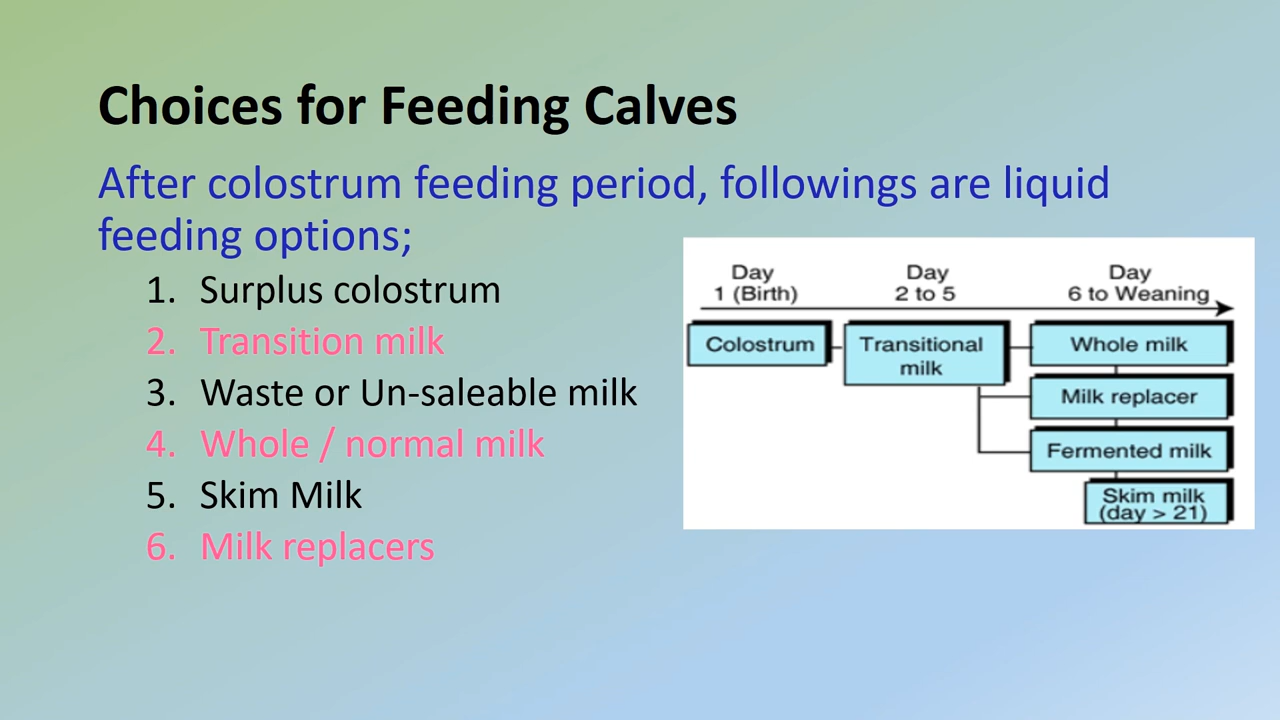 Choices for Feeding Calves
After colostrum feeding period, followings are liquid
feeding options;
1. Surplus colostrum
2. Transition milk
3. Waste or Un-saleable milk
4. Whole / normal milk
5. Skim Milk
6. Milk replacers
Day
1 (Birth)
Day
2 to 5
Day
6 to Weaning
Colostrum
Transitional
milk
Whole milk
Milk replacer
Fermented milk
Skim milk
(day > 21)